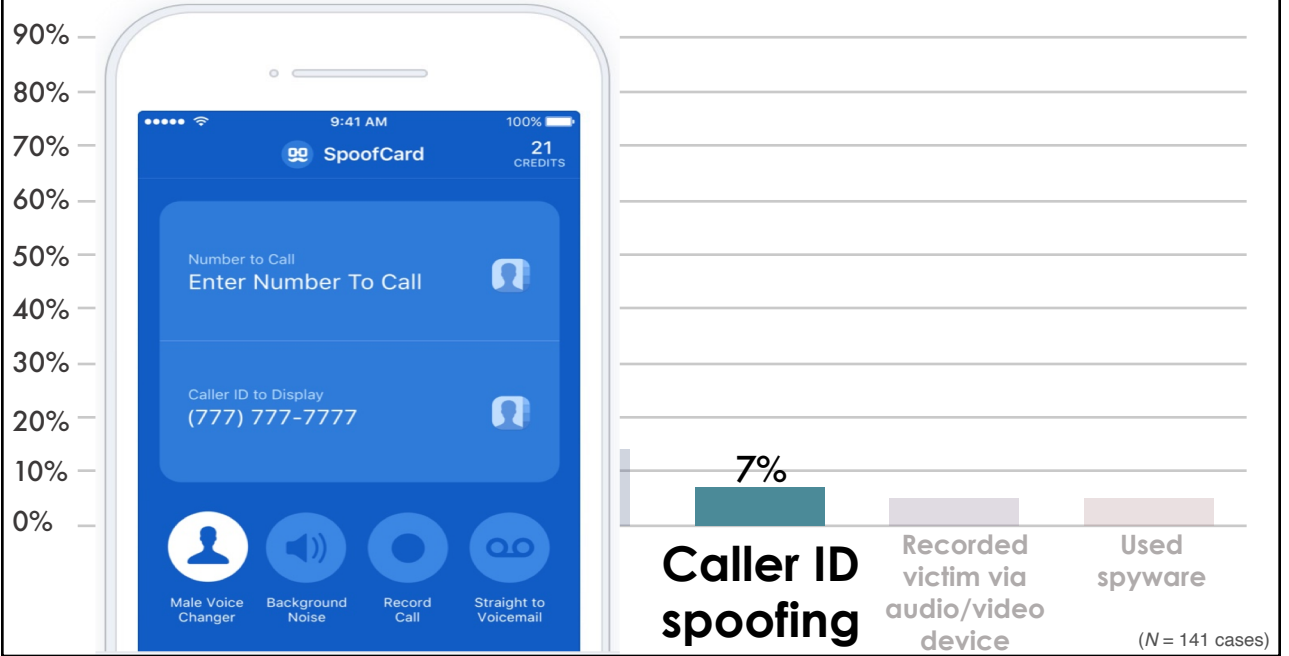 90%
80%
70%
60%
50%
40%
30%
20%
10%
0%
9:41 AM
100%
SpoofCard
21
CREDITS
Number to Call
Enter Number To Call
Caller ID to Display
(777) 777-7777
Male Voice
Changer
Background
Noise
Record
Call
Straight to
Voicemail
7%
Caller ID
spoofing
Recorded
victim via
audio/video
device
Used
spyware
(N = 141 cases)